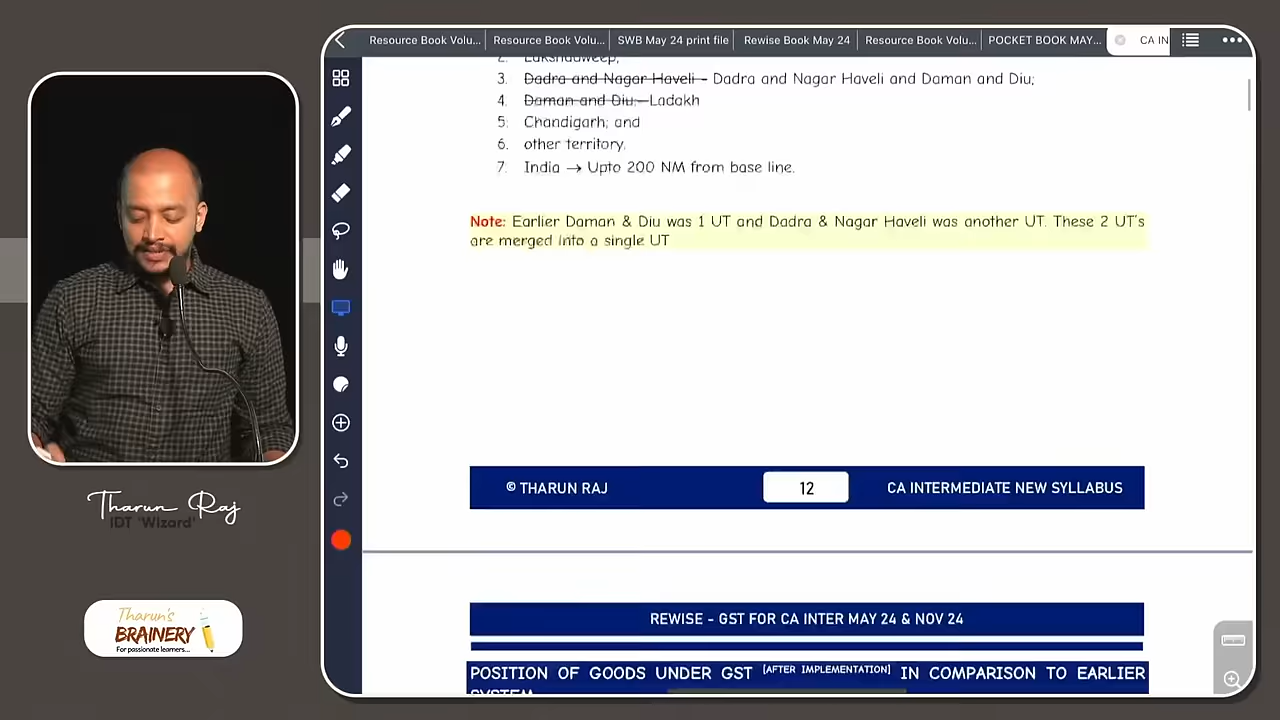 Resource Book Volu...
Resource Book Volu...
SWB May 24 print file
Rewise Book May 24
Resource Book Volu...
POCKET BOOK MAY...
CA IN
2. Lakshadweep;
3. Dadra and Nagar Haveli - Dadra and Nagar Haveli and Daman and Diu;
4. Daman and Diu; Ladakh
5. Chandigarh; and
6. other territory.
7. India → Upto 200 NM from base line.
Note: Earlier Daman & Diu was 1 UT and Dadra & Nagar Haveli was another UT. These 2 UT's
are merged into a single UT
© THARUN RAJ
12
CA INTERMEDIATE NEW SYLLABUS
REWISE - GST FOR CA INTER MAY 24 & NOV 24
POSITION OF GOODS UNDER GST [AFTER IMPLEMENTATION] IN COMPARISON TO EARLIER
SYSTEM
Tharun Raj
IDT 'Wizard'
Tharun's
BRAINERY
For passionate learners...